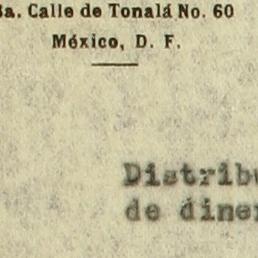 3a. Calle de Tonalá No. 60
México, D. F.
Distribu
de diner